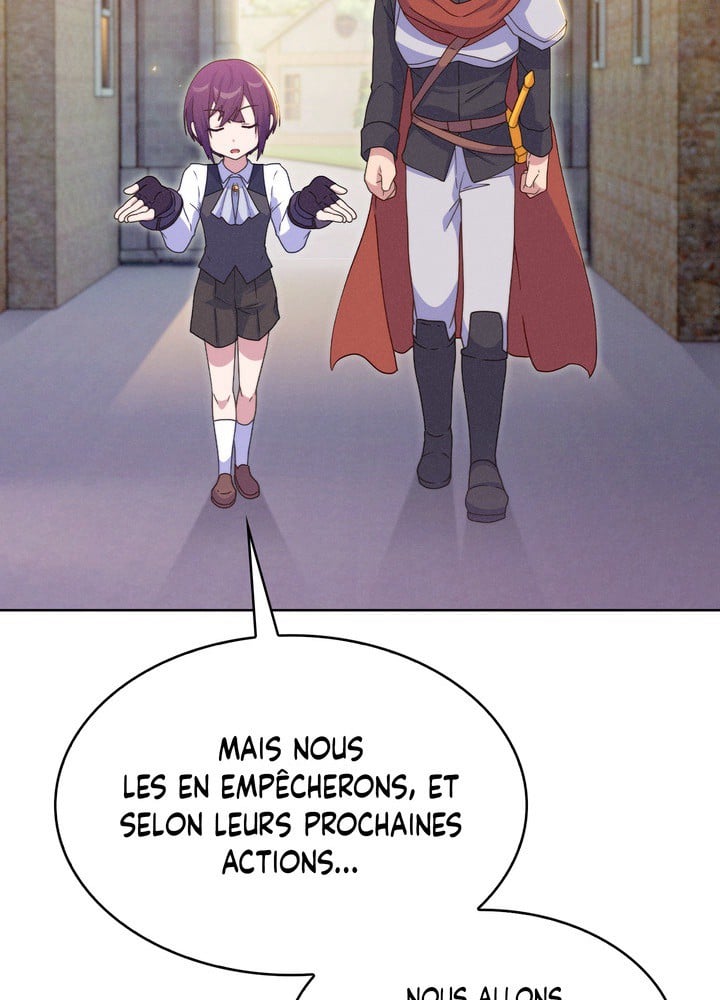 MAIS NOUS
LES EN EMPÊCHERONS, ET
SELON LEURS PROCHAINES
ACTIONS...
NOUS ALLONS